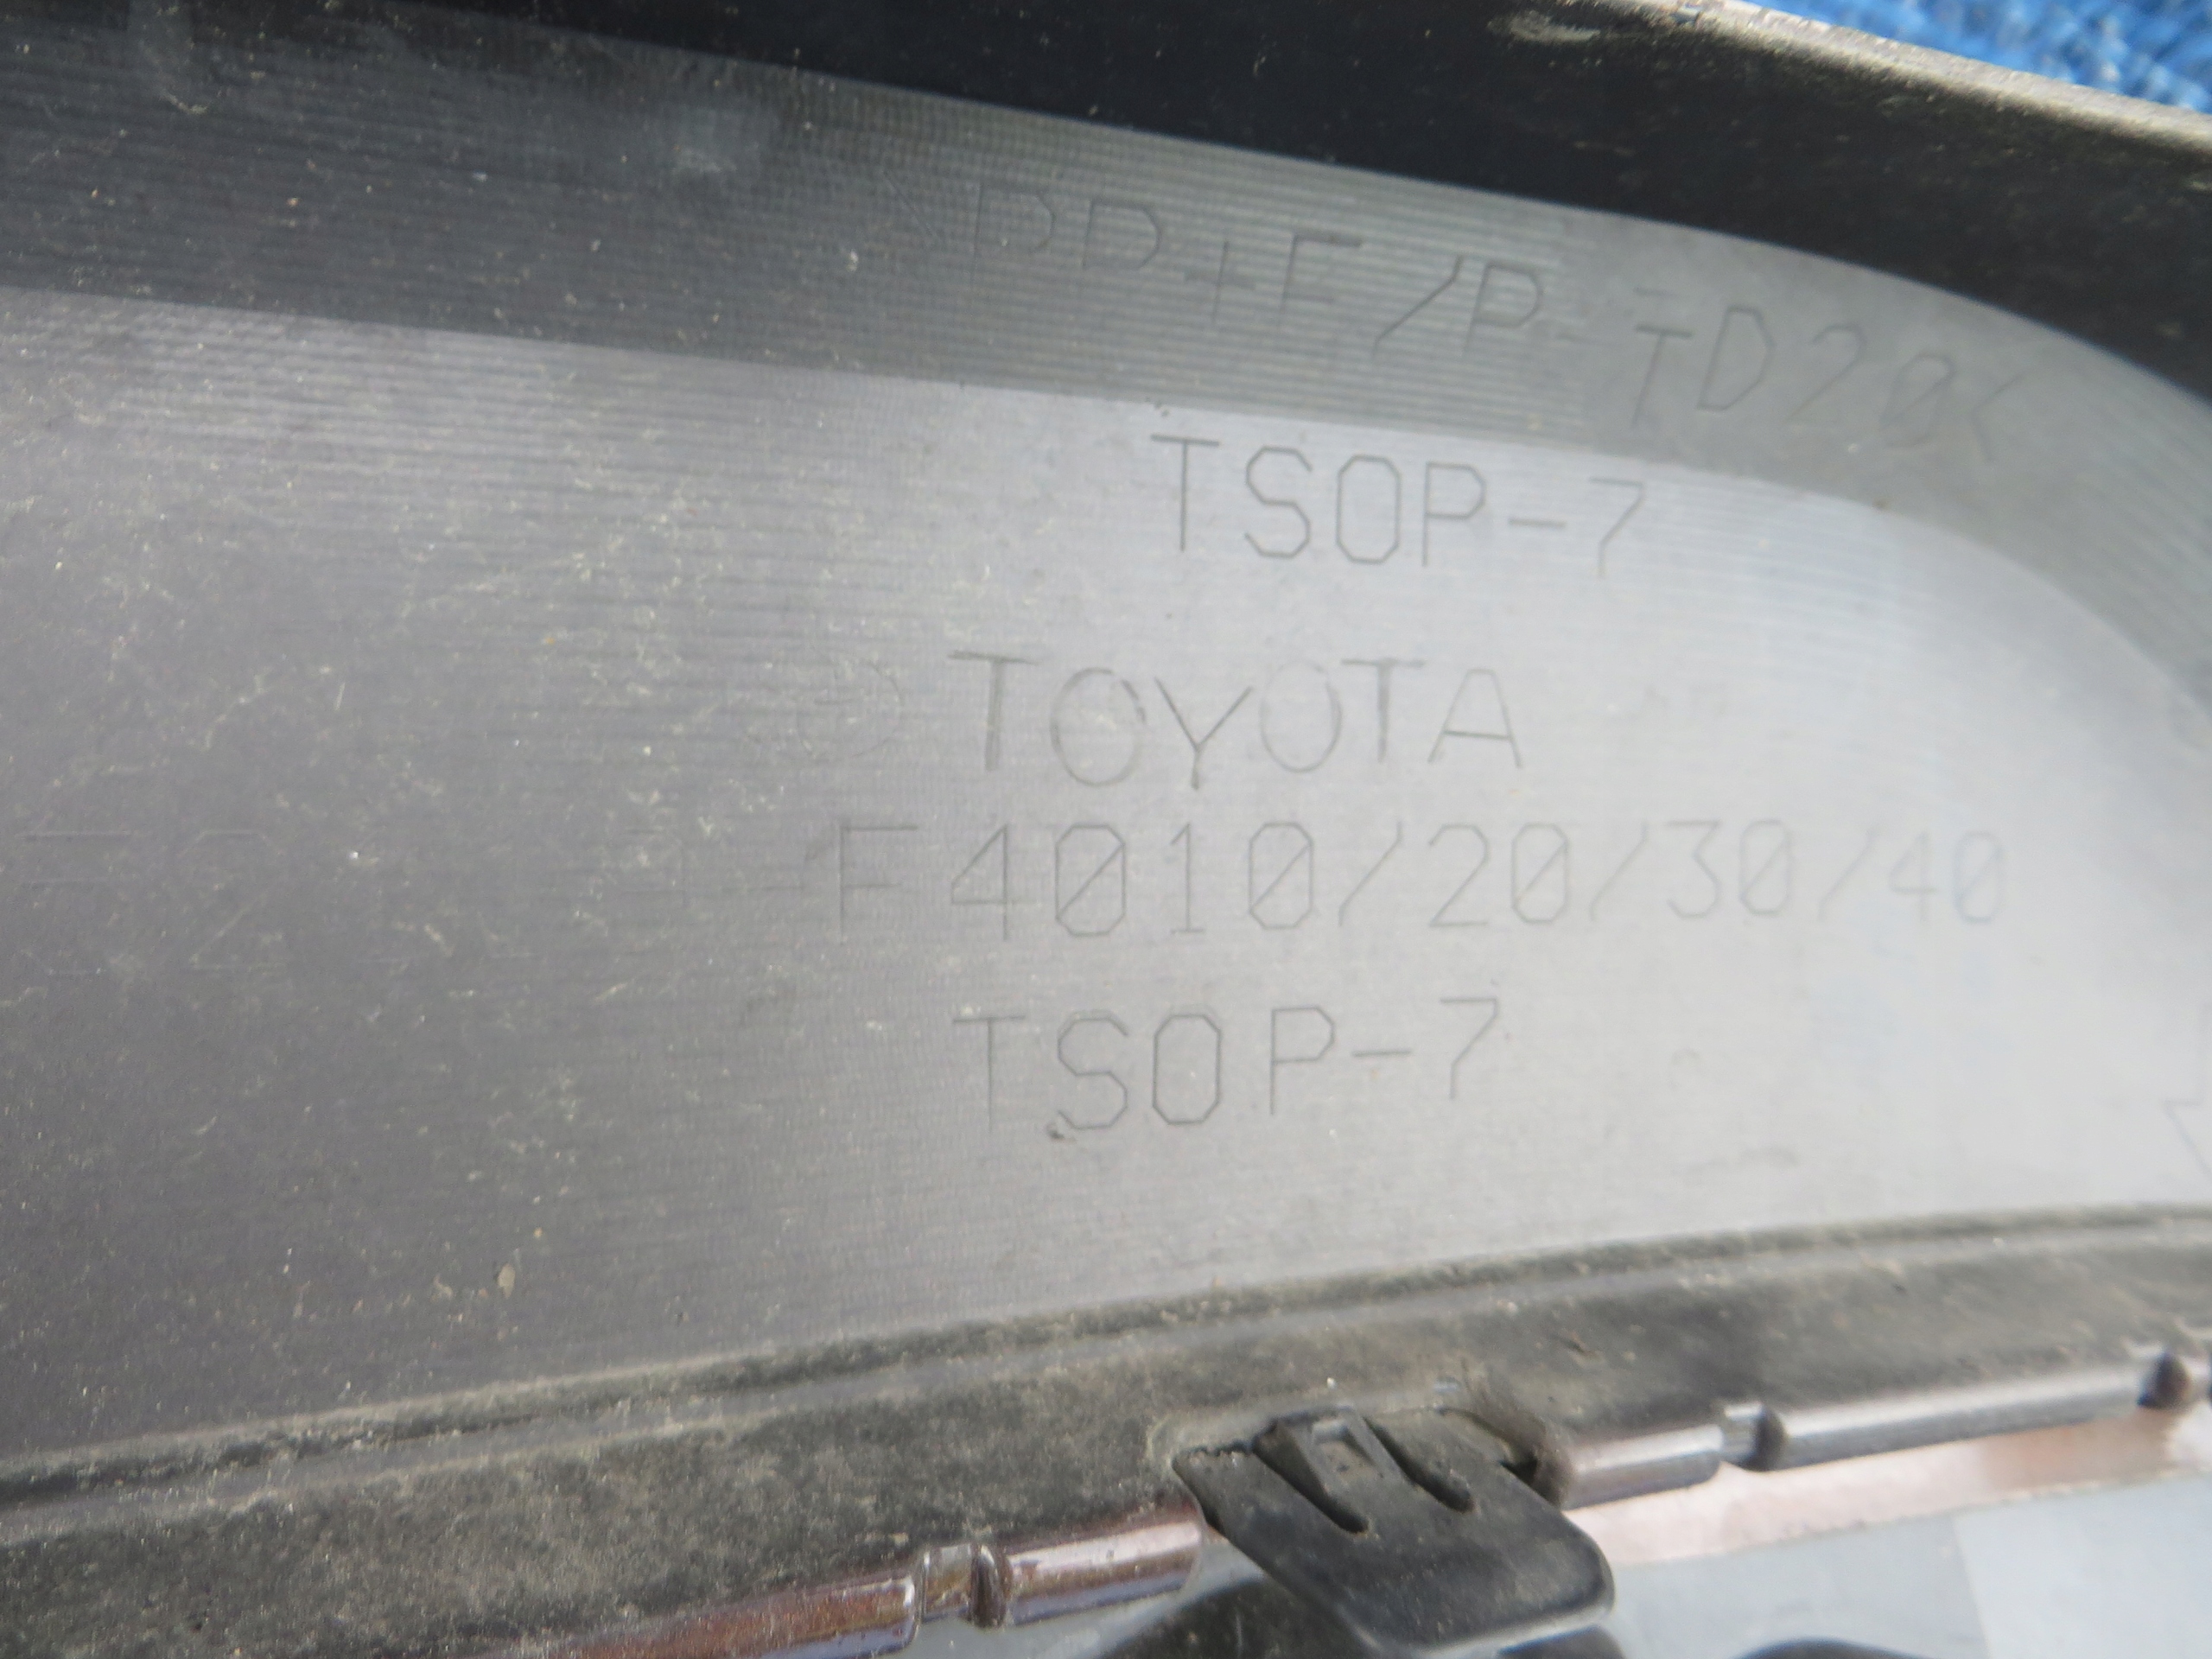 >PP+E/P-TD20<
TSOP-7
© TOYOTA
F4010/20/30/40
TSOP-7